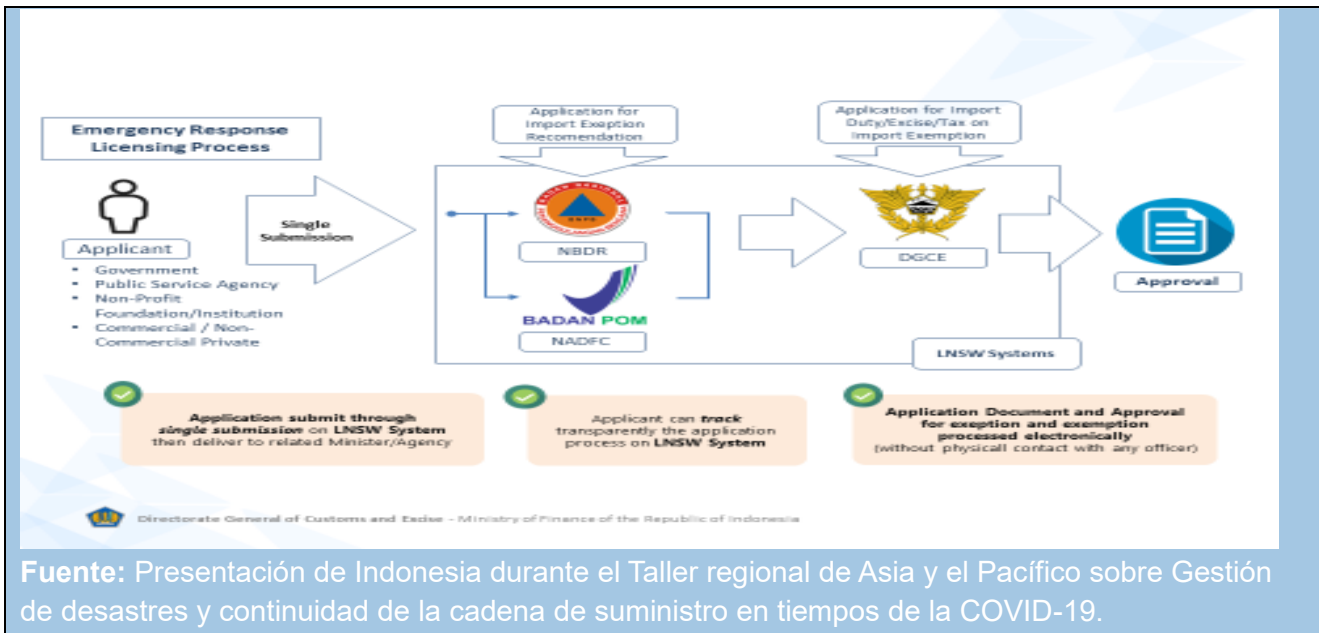 Emergency Response
Licensing Process
Application for
Import Exeption
Recomendation
Application for Import
Duty/Excise/Tax on
Import Exemption
Applicant
• Government
• Public Service Agency
• Non-Profit
Foundation/Institution
• Commercial / Non-
Commercial Private
Single
Submission
NBDR
BADAN POM
NADFC
DGCE
Approval
LNSW Systems
Application submit through
single submission on LNSW System
then deliver to related Minister/Agency
Applicant can track
transparently the application
process on LNSW System
Application Document and Approval
for exeption and exemption
processed electronically
(without physicall contact with any officer)
Directorate General of Customs and Excise - Ministry of Finance of the Republic of Indonesia
Fuente: Presentación de Indonesia durante el Taller regional de Asia y el Pacífico sobre Gestión
de desastres y continuidad de la cadena de suministro en tiempos de la COVID-19.